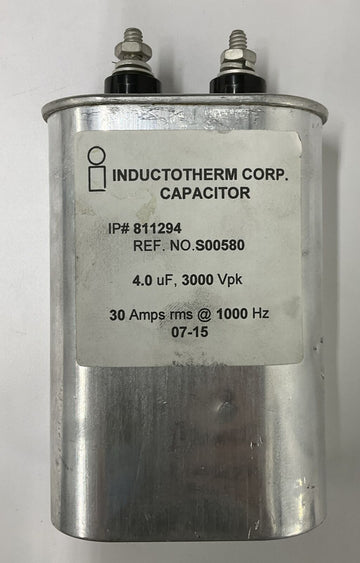 INDUCTOTHERM CORP.
CAPACITOR
IP# 811294
REF. NO.S00580
4.0 uF, 3000 Vpk
30 Amps rms @ 1000 Hz
07-15